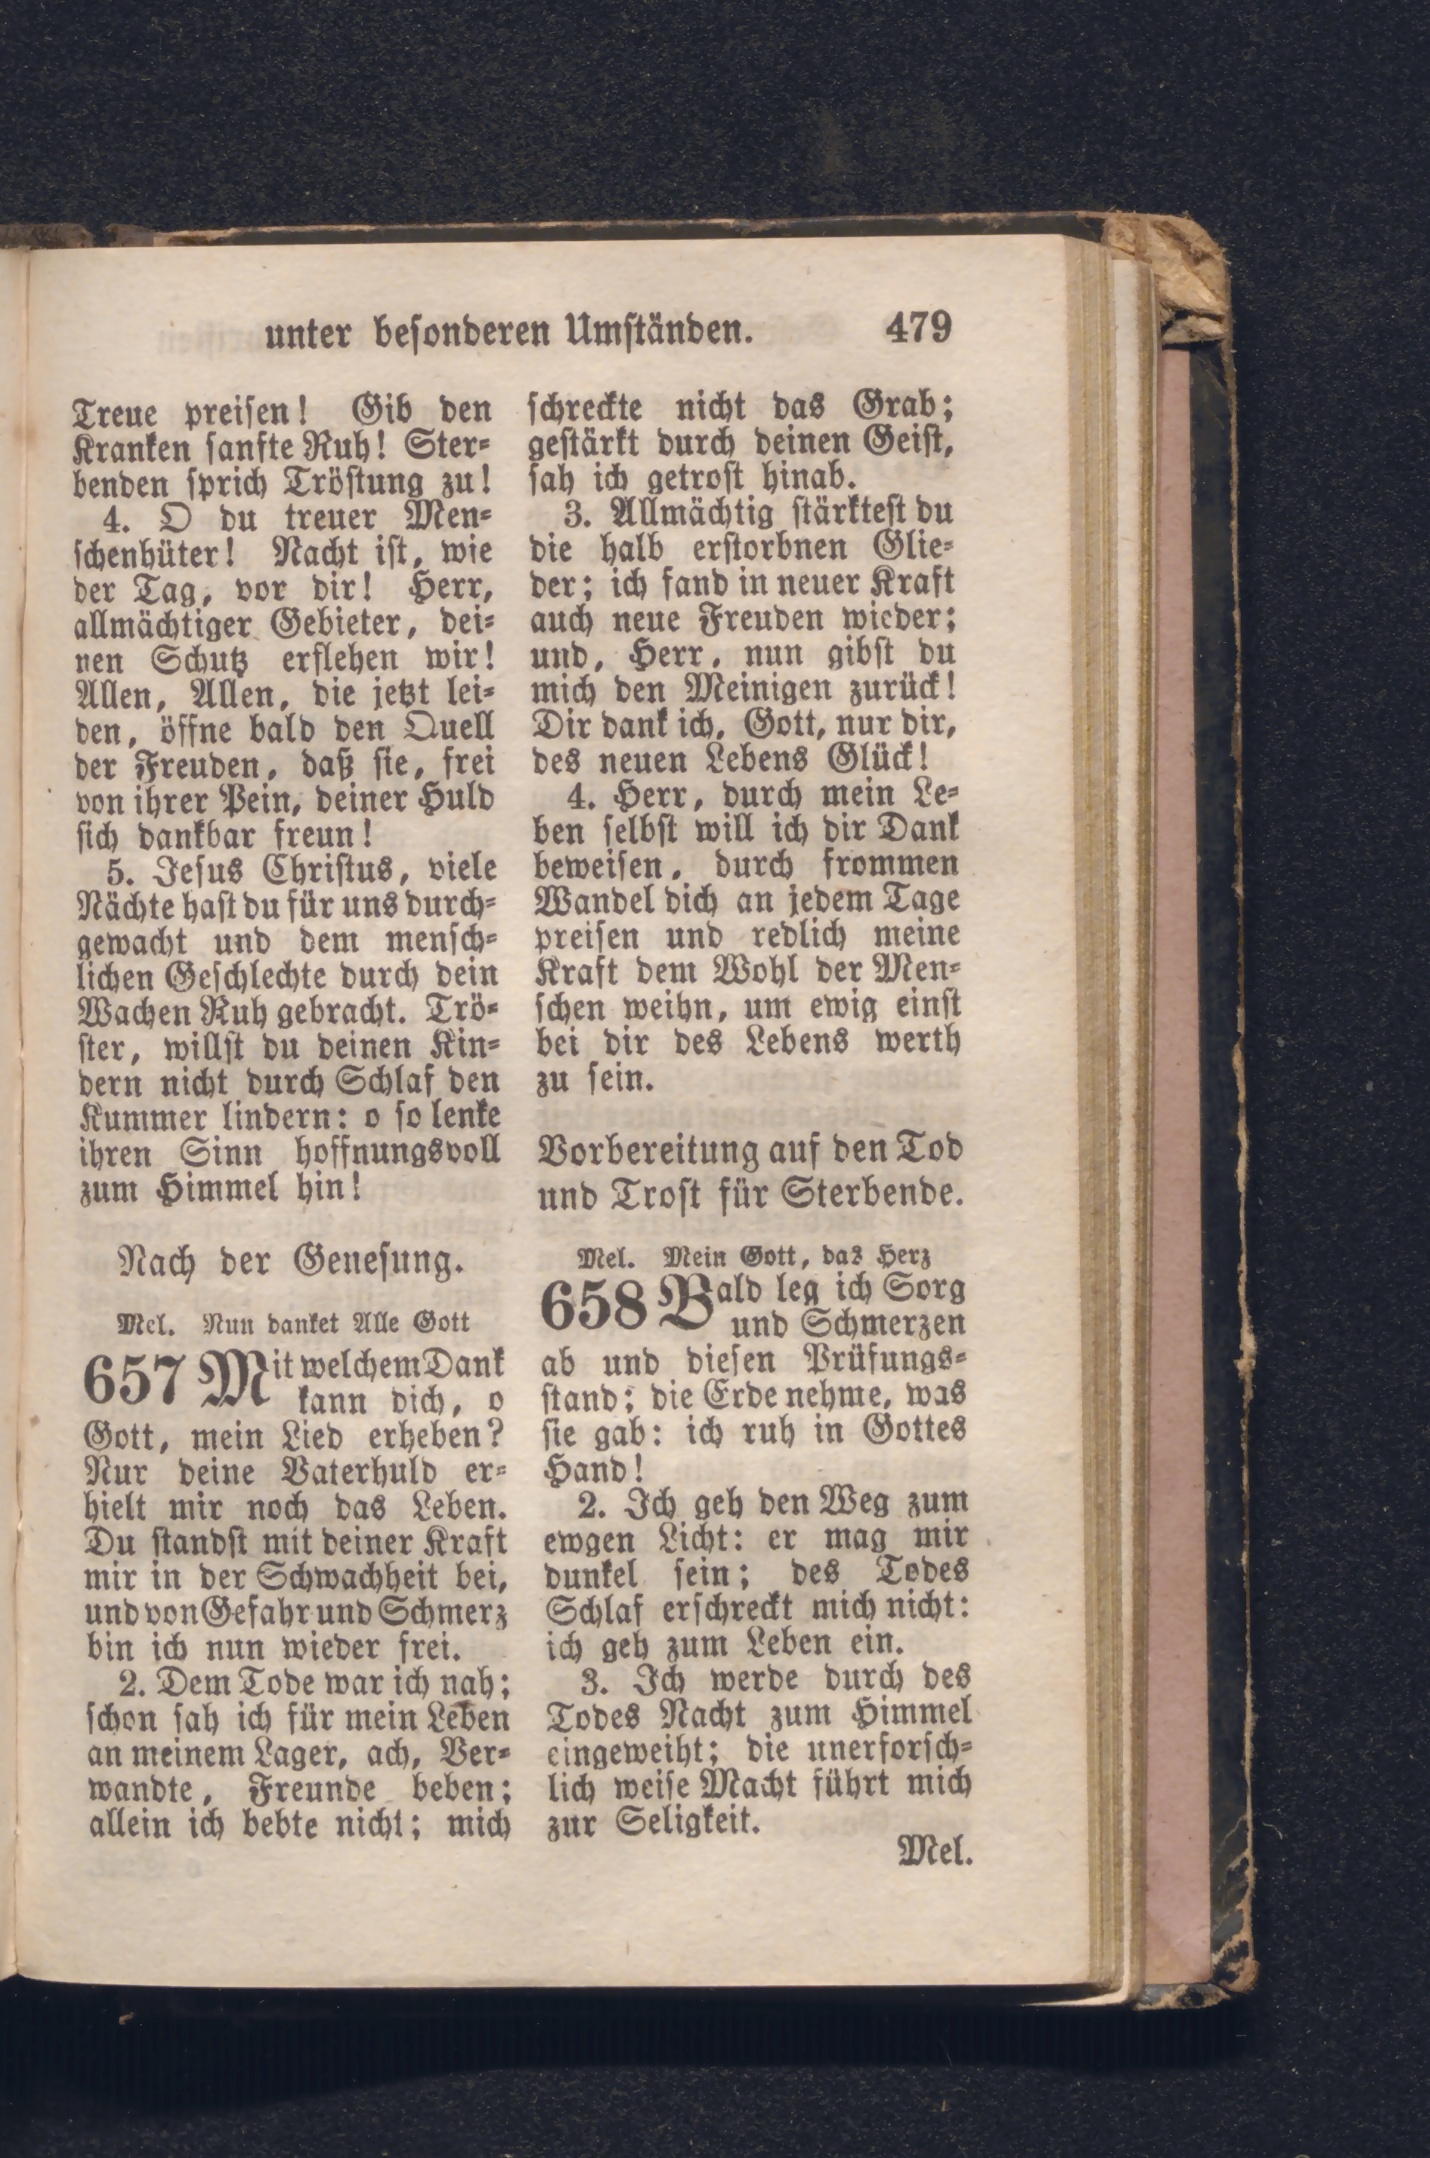 unter besonderen Umständen. 479
Treue preisen! Gib den
Kranken sanfte Ruh! Ster-
benden sprich Tröstung zu!
4. O du treuer Men-
schenhüter! Nacht ist, wie
der Tag, vor dir! Herr,
allmächtiger Gebieter, dei-
nen Schutz erflehen wir!
Allen, Allen, die jetzt lei-
den, öffne bald den Quell
der Freuden, daß sie, frei
von ihrer Pein, deiner Huld
sich dankbar freun!
5. Jesus Christus, viele
Nächte hast du für uns durch-
gewacht und dem mensch-
lichen Geschlechte durch dein
Wachen Ruh gebracht. Trö-
ster, willst du deinen Kin-
dern nicht durch Schlaf den
Kummer lindern: o so lenke
ihren Sinn hoffnungsvoll
zum Himmel hin!
Nach der Genesung.
Mel. Nun danket Alle Gott
657 Mit welchem Dank
kann dich, o
Gott, mein Lied erheben?
Nur deine Vaterhuld er-
hielt mir noch das Leben.
Du standst mit deiner Kraft
mir in der Schwachheit bei,
und von Gefahr und Schmerz
bin ich nun wieder frei.
2. Dem Tode war ich nah;
schon sah ich für mein Leben
an meinem Lager, ach, Ver-
wandte, Freunde beben;
allein ich bebte nicht; mich
schreckte nicht das Grab;
gestärkt durch deinen Geist,
sah ich getrost hinab.
3. Allmächtig stärktest du
die halb erstorbnen Glie-
der; ich fand in neuer Kraft
auch neue Freuden wieder;
und, Herr, nun gibst du
mich den Meinigen zurück!
Dir dank ich, Gott, nur dir,
des neuen Lebens Glück!
4. Herr, durch mein Le-
ben selbst will ich dir Dank
beweisen, durch frommen
Wandel dich an jedem Tage
preisen und redlich meine
Kraft dem Wohl der Men-
schen weihn, um ewig einst
bei dir des Lebens werth
zu sein.
Vorbereitung auf den Tod
und Trost für Sterbende.
Mel. Mein Gott, das Herz
658 Bald leg ich Sorg
und Schmerzen
ab und diesen Prüfungs-
stand; die Erde nehme, was
sie gab: ich ruh in Gottes
Hand!
2. Ich geh den Weg zum
ewgen Licht: er mag mir
dunkel sein; des Todes
Schlaf erschreckt mich nicht:
ich geh zum Leben ein.
3. Ich werde durch des
Todes Nacht zum Himmel
eingeweiht; die unerforsch-
lich weise Macht führt mich
zur Seligkeit.
Mel.